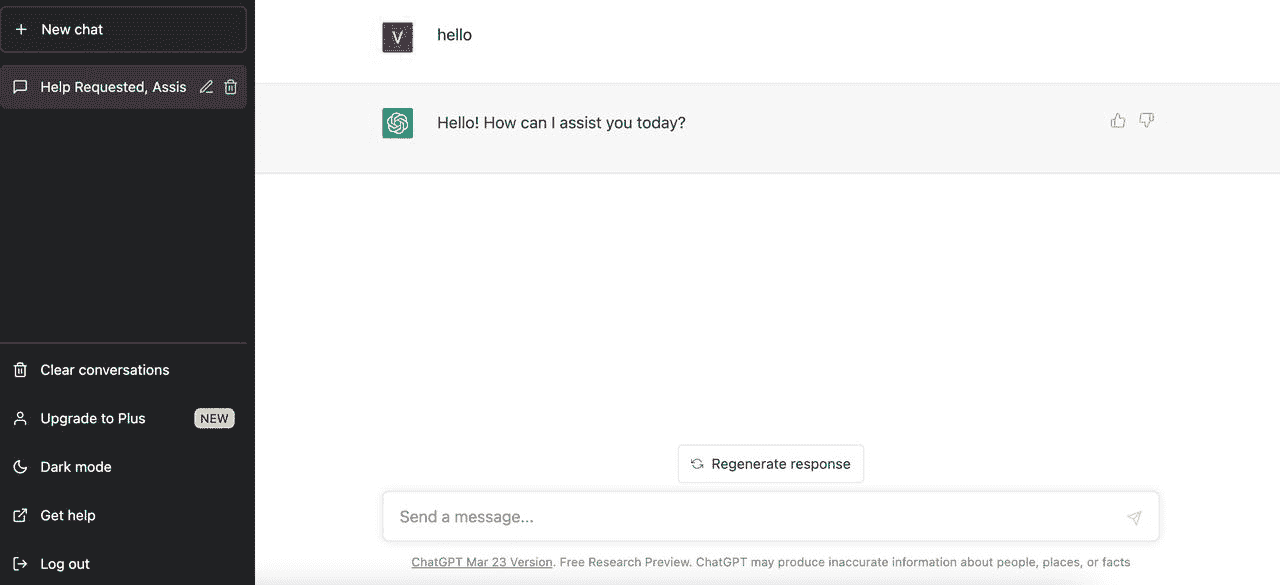 New chat
Help Requested, Assis
Clear conversations
Upgrade to Plus NEW
Dark mode
Get help
Log out
V hello
Hello! How can I assist you today?
Regenerate response
Send a message...
ChatGPT Mar 23 Version. Free Research Preview. ChatGPT may produce inaccurate information about people, places, or facts